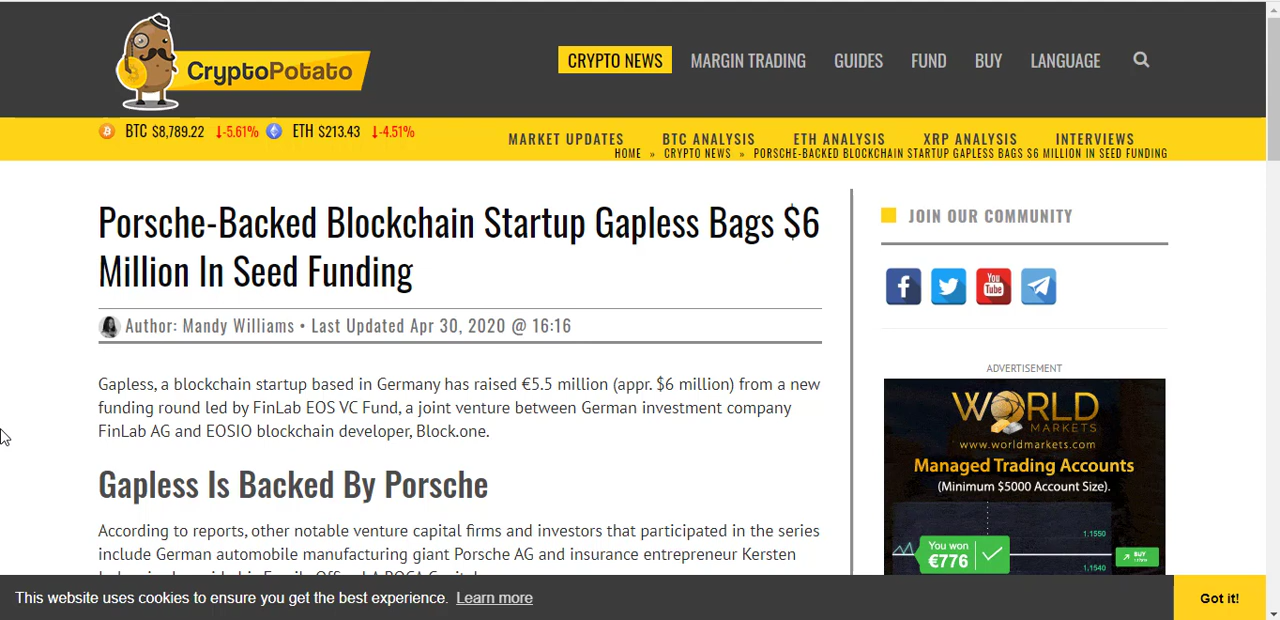 CryptoPotato
CRYPTO NEWS MARGIN TRADING GUIDES FUND BUY LANGUAGE
BTC $8,789.22 ↓-5.61% ETH $213.43 ↓-4.51%
MARKET UPDATES BTC ANALYSIS ETH ANALYSIS XRP ANALYSIS INTERVIEWS
HOME » CRYPTO NEWS » PORSCHE-BACKED BLOCKCHAIN STARTUP GAPLESS BAGS $6 MILLION IN SEED FUNDING
Porsche-Backed Blockchain Startup Gapless Bags $6
Million In Seed Funding
Author: Mandy Williams • Last Updated Apr 30, 2020 @ 16:16
Gapless, a blockchain startup based in Germany has raised €5.5 million (appr. $6 million) from a new
funding round led by FinLab EOS VC Fund, a joint venture between German investment company
FinLab AG and EOSIO blockchain developer, Block.one.
Gapless Is Backed By Porsche
According to reports, other notable venture capital firms and investors that participated in the series
include German automobile manufacturing giant Porsche AG and insurance entrepreneur Kersten
JOIN OUR COMMUNITY
You
Tube
ADVERTISEMENT
WORLD
MARKETS
www.worldmarkets.com
Managed Trading Accounts
(Minimum $5000 Account Size).
1.1550
You won
€776
BUY
1.1540
This website uses cookies to ensure you get the best experience. Learn more
Got it!